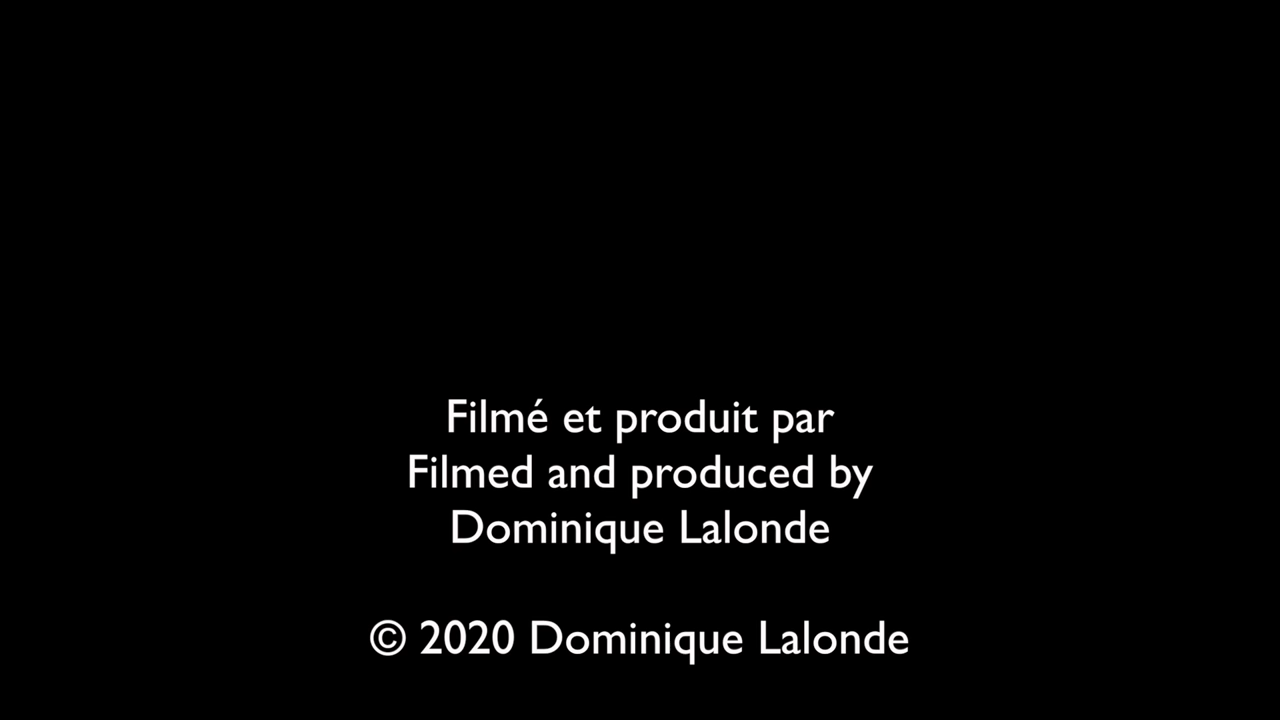 Filmé et produit par
Filmed and produced by
Dominique Lalonde
© 2020 Dominique Lalonde